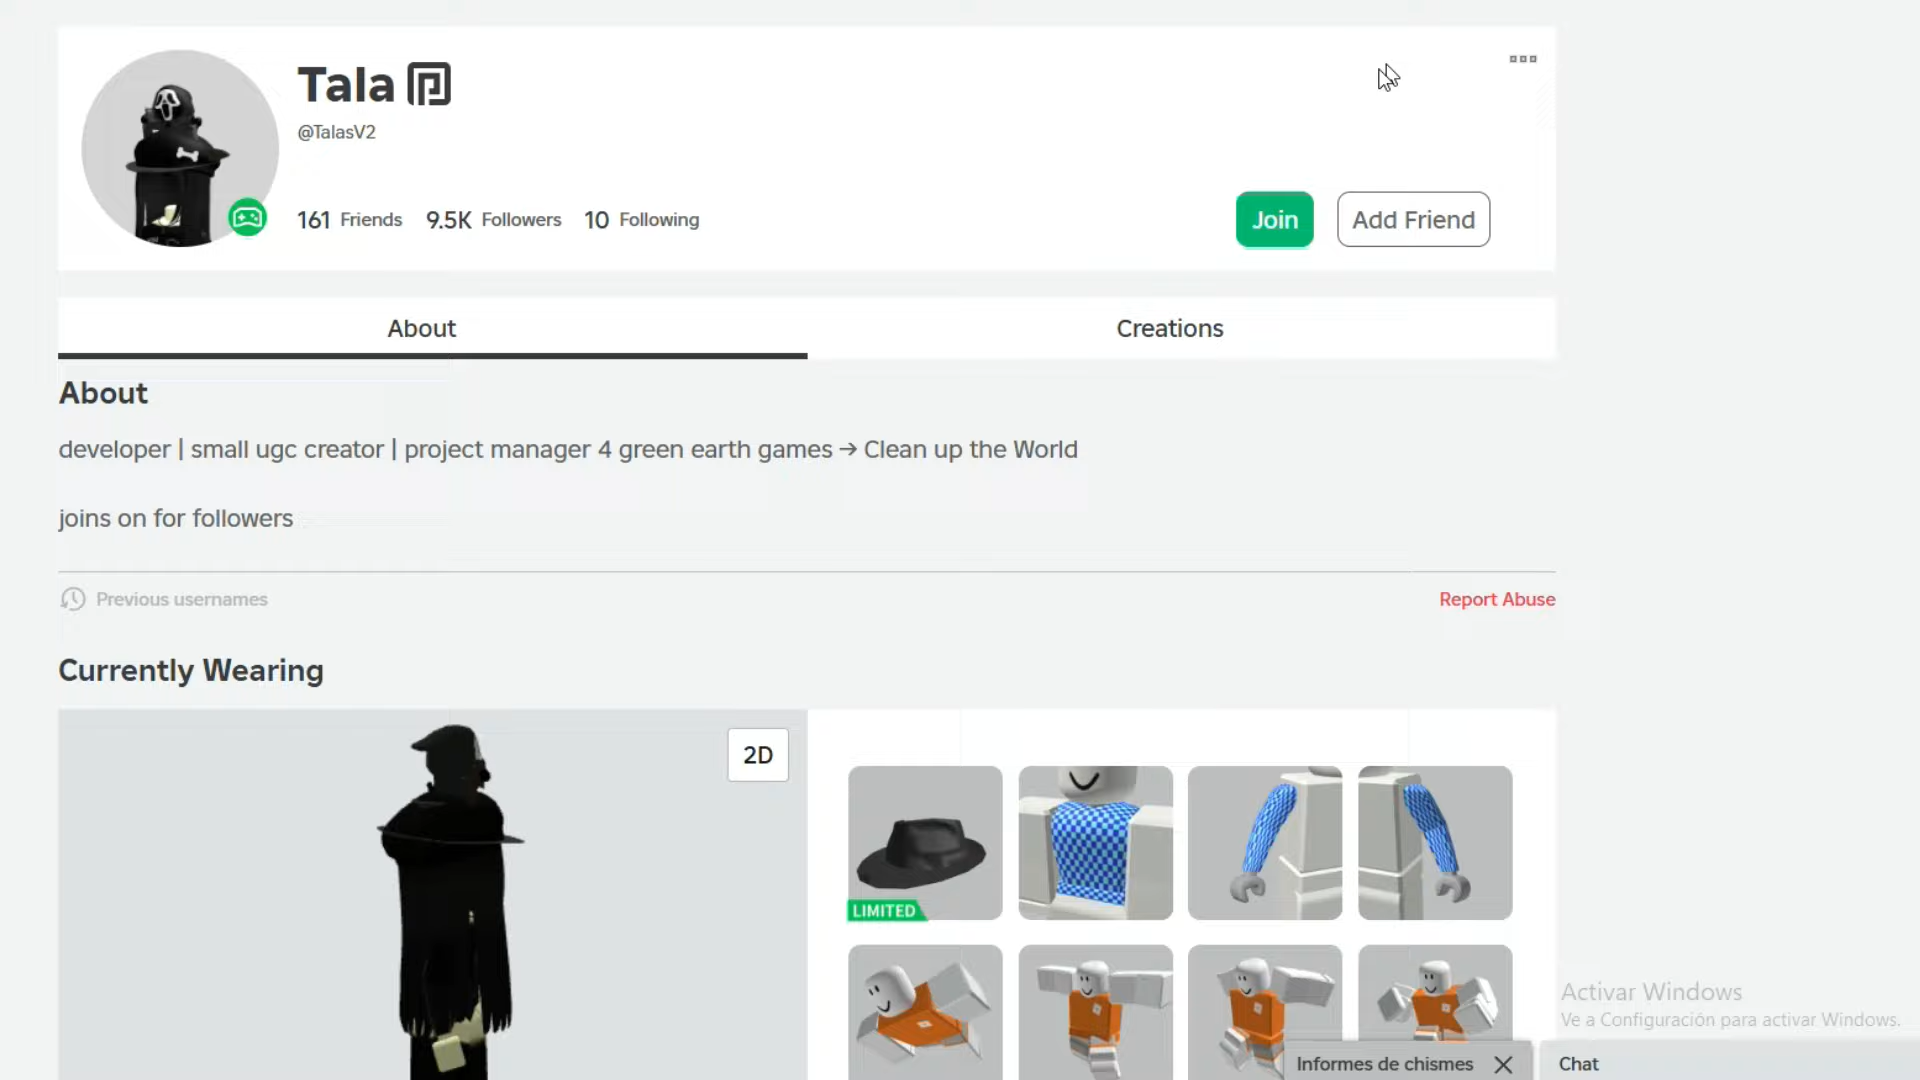 Tala
@TalasV2
161 Friends 9.5K Followers 10 Following
Join
Add Friend
About
Creations
About
developer | small ugc creator | project manager 4 green earth games → Clean up the World
joins on for followers
Previous usernames
Report Abuse
Currently Wearing
2D
LIMITED
Activar Windows
Ve a Configuración para activar Windows.
Informes de chismes
Chat